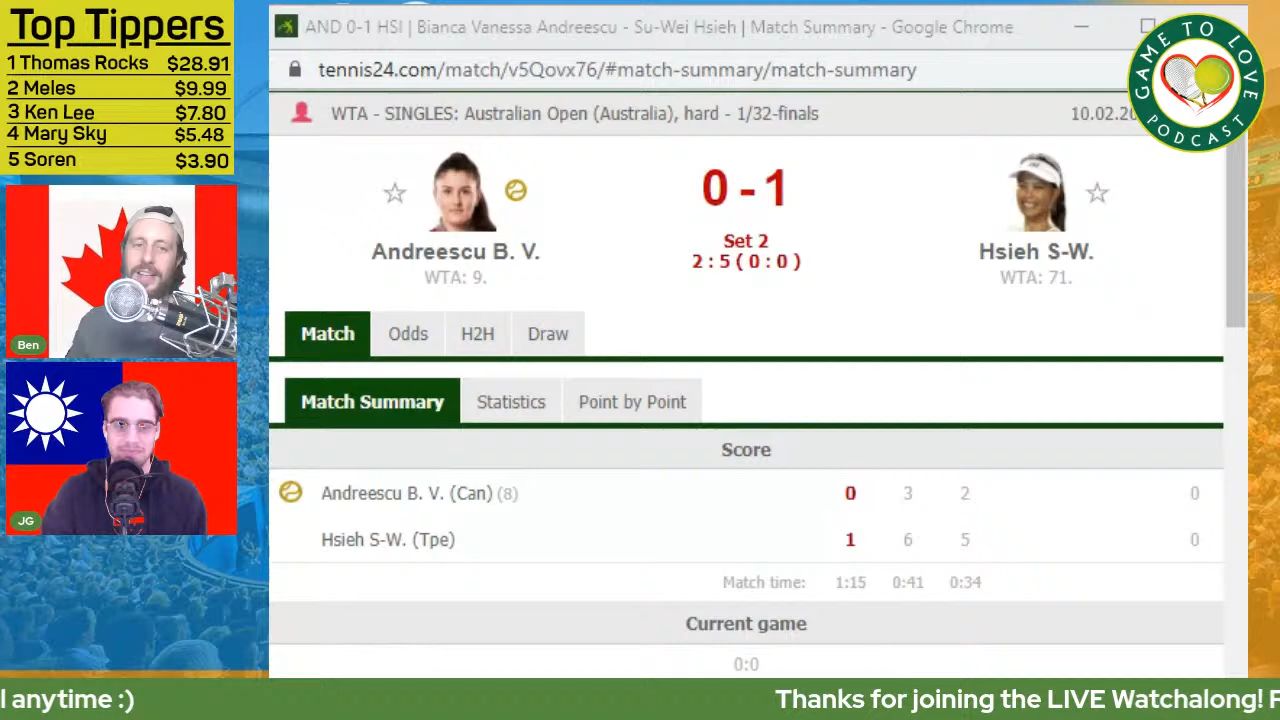 Top Tippers
1 Thomas Rocks $28.91
2 Meles $9.99
3 Ken Lee $7.80
4 Mary Sky $5.48
5 Soren $3.90
Ben
JG
AND 0-1 HSI | Bianca Vanessa Andreescu - Su-Wei Hsieh | Match Summary - Google Chrome
tennis24.com/match/v5Qovx76/#match-summary/match-summary
GAME TO LOVE
PODCAST
WTA - SINGLES: Australian Open (Australia), hard - 1/32-finals 10.02.20
0 - 1
Set 2
2 : 5 ( 0 : 0 )
Andreescu B. V. Hsieh S-W.
WTA: 9. WTA: 71.
Match Odds H2H Draw
Match Summary Statistics Point by Point
Score
Andreescu B. V. (Can) (8) 0 3 2 0
Hsieh S-W. (Tpe) 1 6 5 0
Match time: 1:15 0:41 0:34
Current game
0:0
l anytime :) Thanks for joining the LIVE Watchalong! F